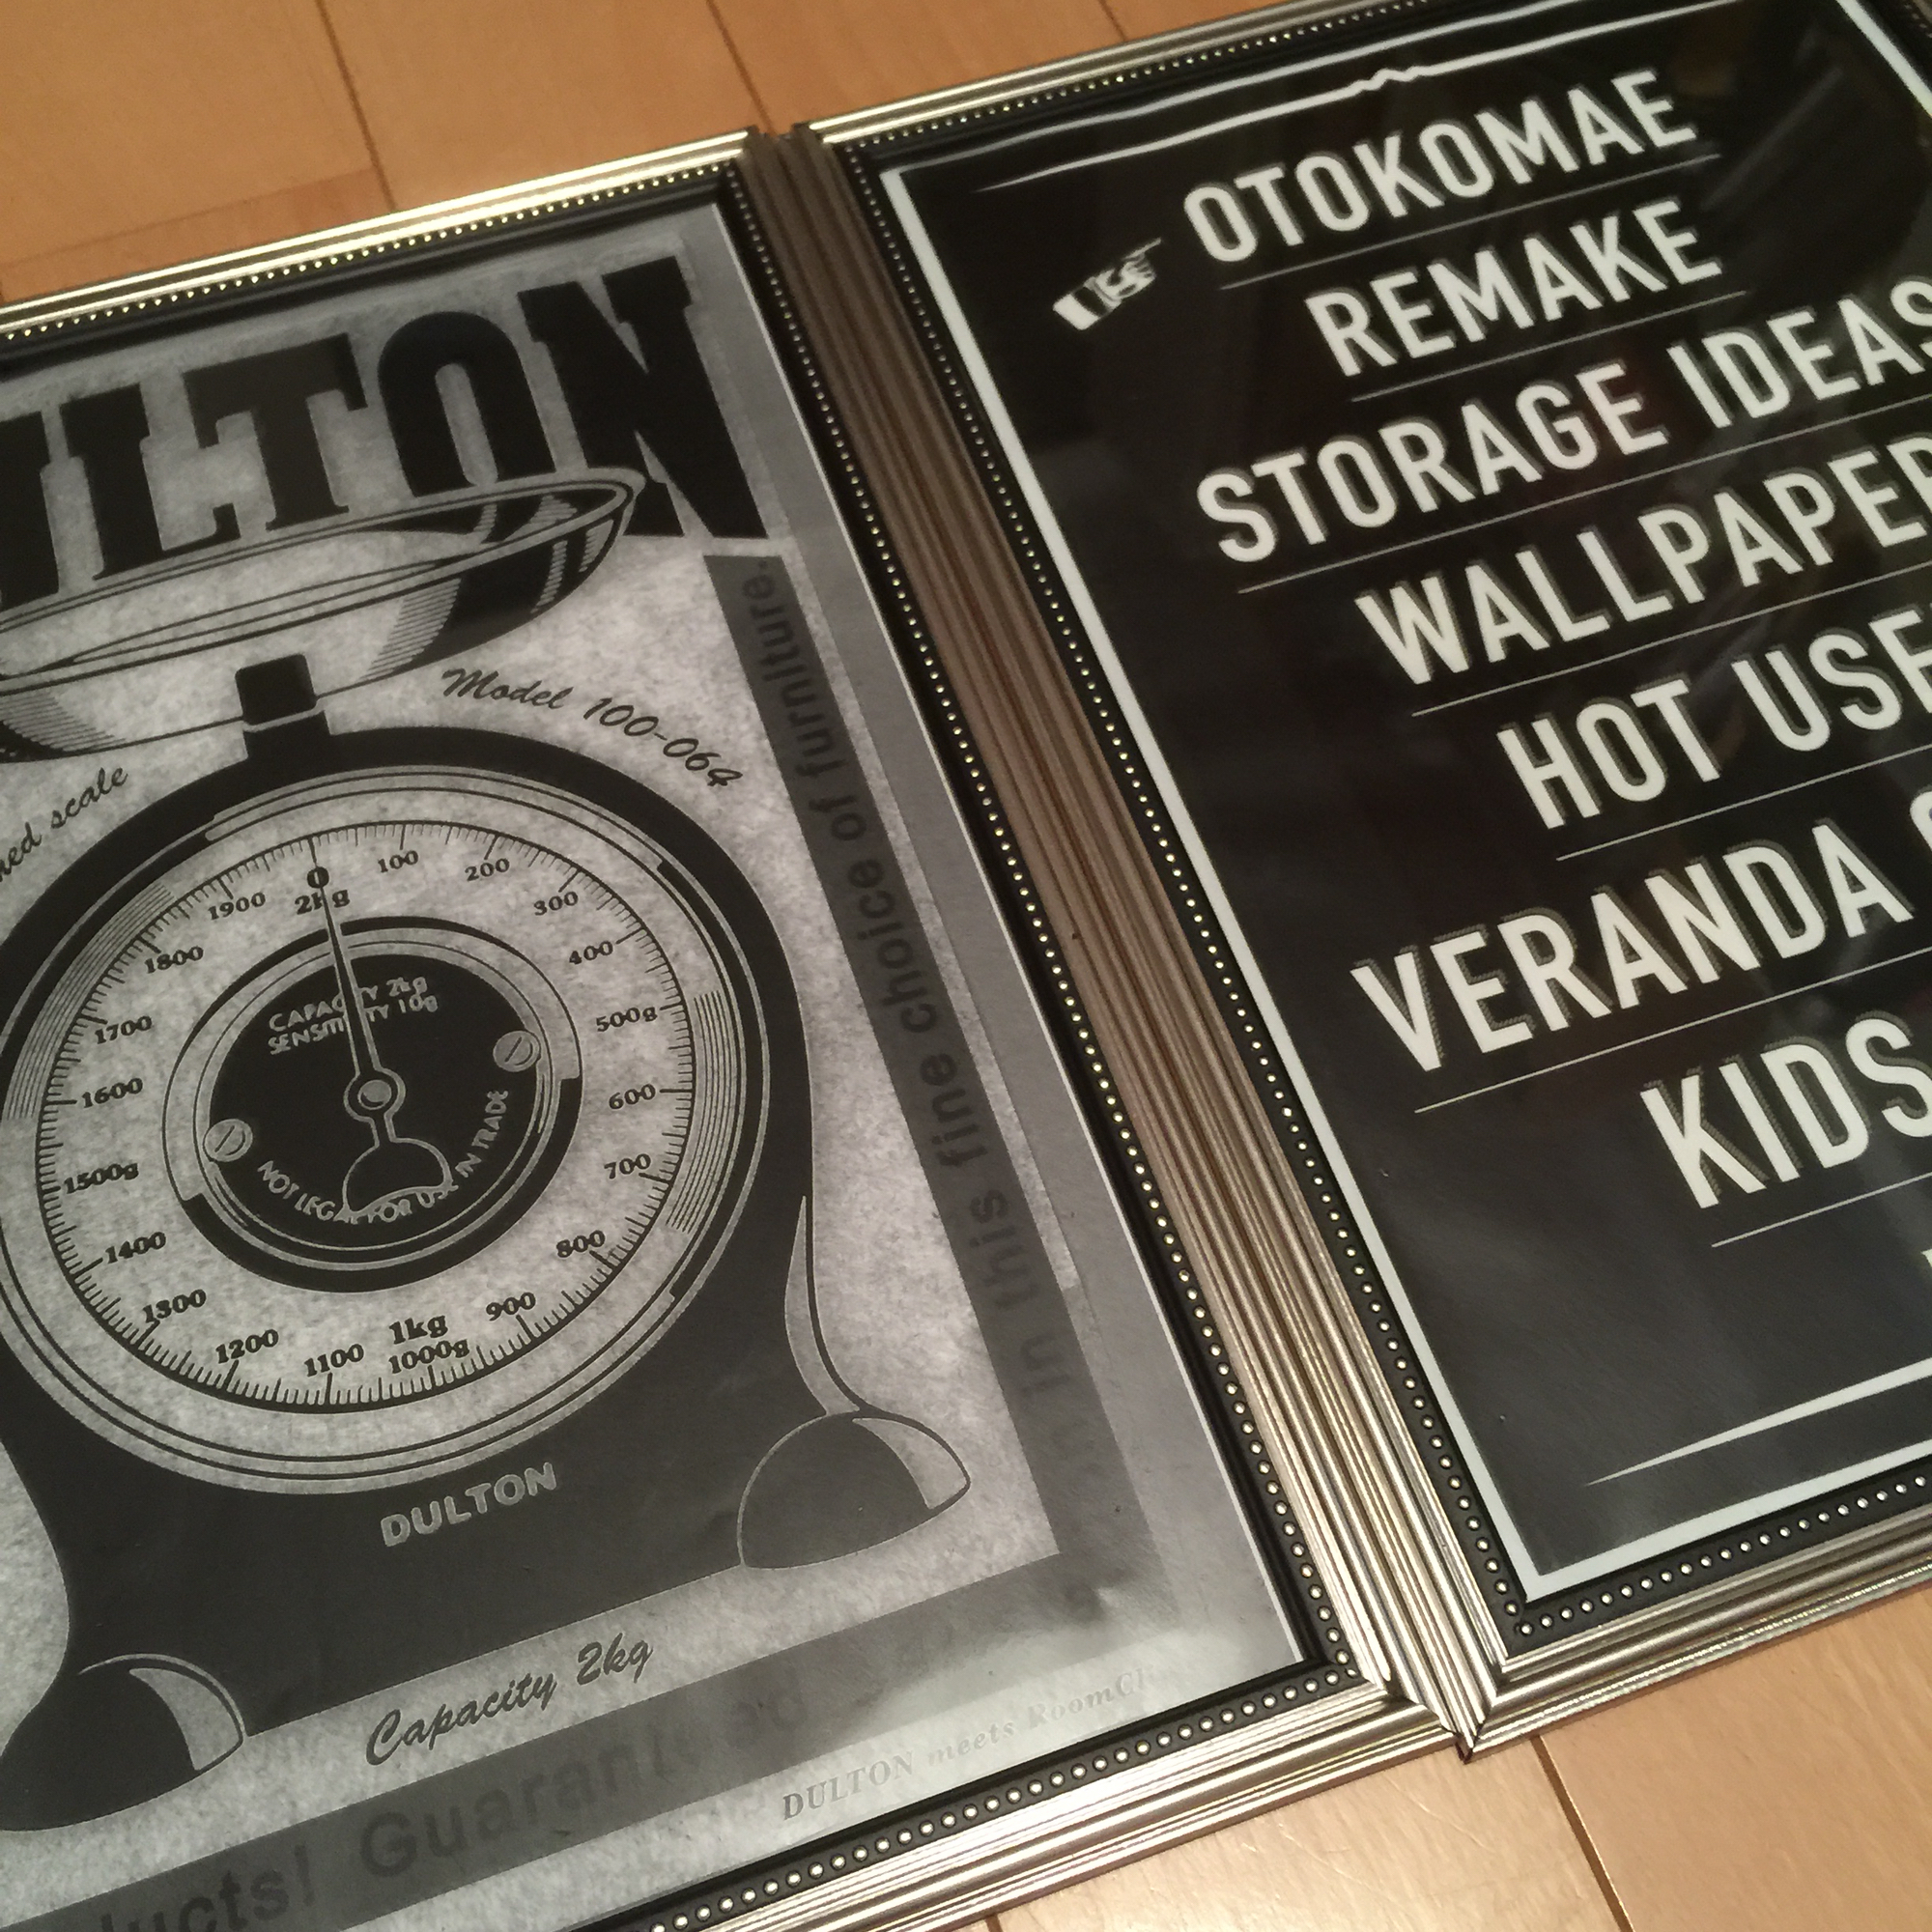 DULTON
Model 100-064
scale
0
2kg
100
200
300
400
500g
600
700
800
900
1kg
1000g
1100
1200
1300
1400
1500g
1600
1700
1800
1900
CAPACITY 2kg
SENSITIVITY 10g
NOT LEGAL FOR USE IN TRADE
DULTON
Capacity 2kg
in this fine choice of furniture.
Guaranteed
DULTON meets
OTOKOMAE
REMAKE
STORAGE IDEAS
WALLPAPER
HOT USE
VERANDA
KIDS